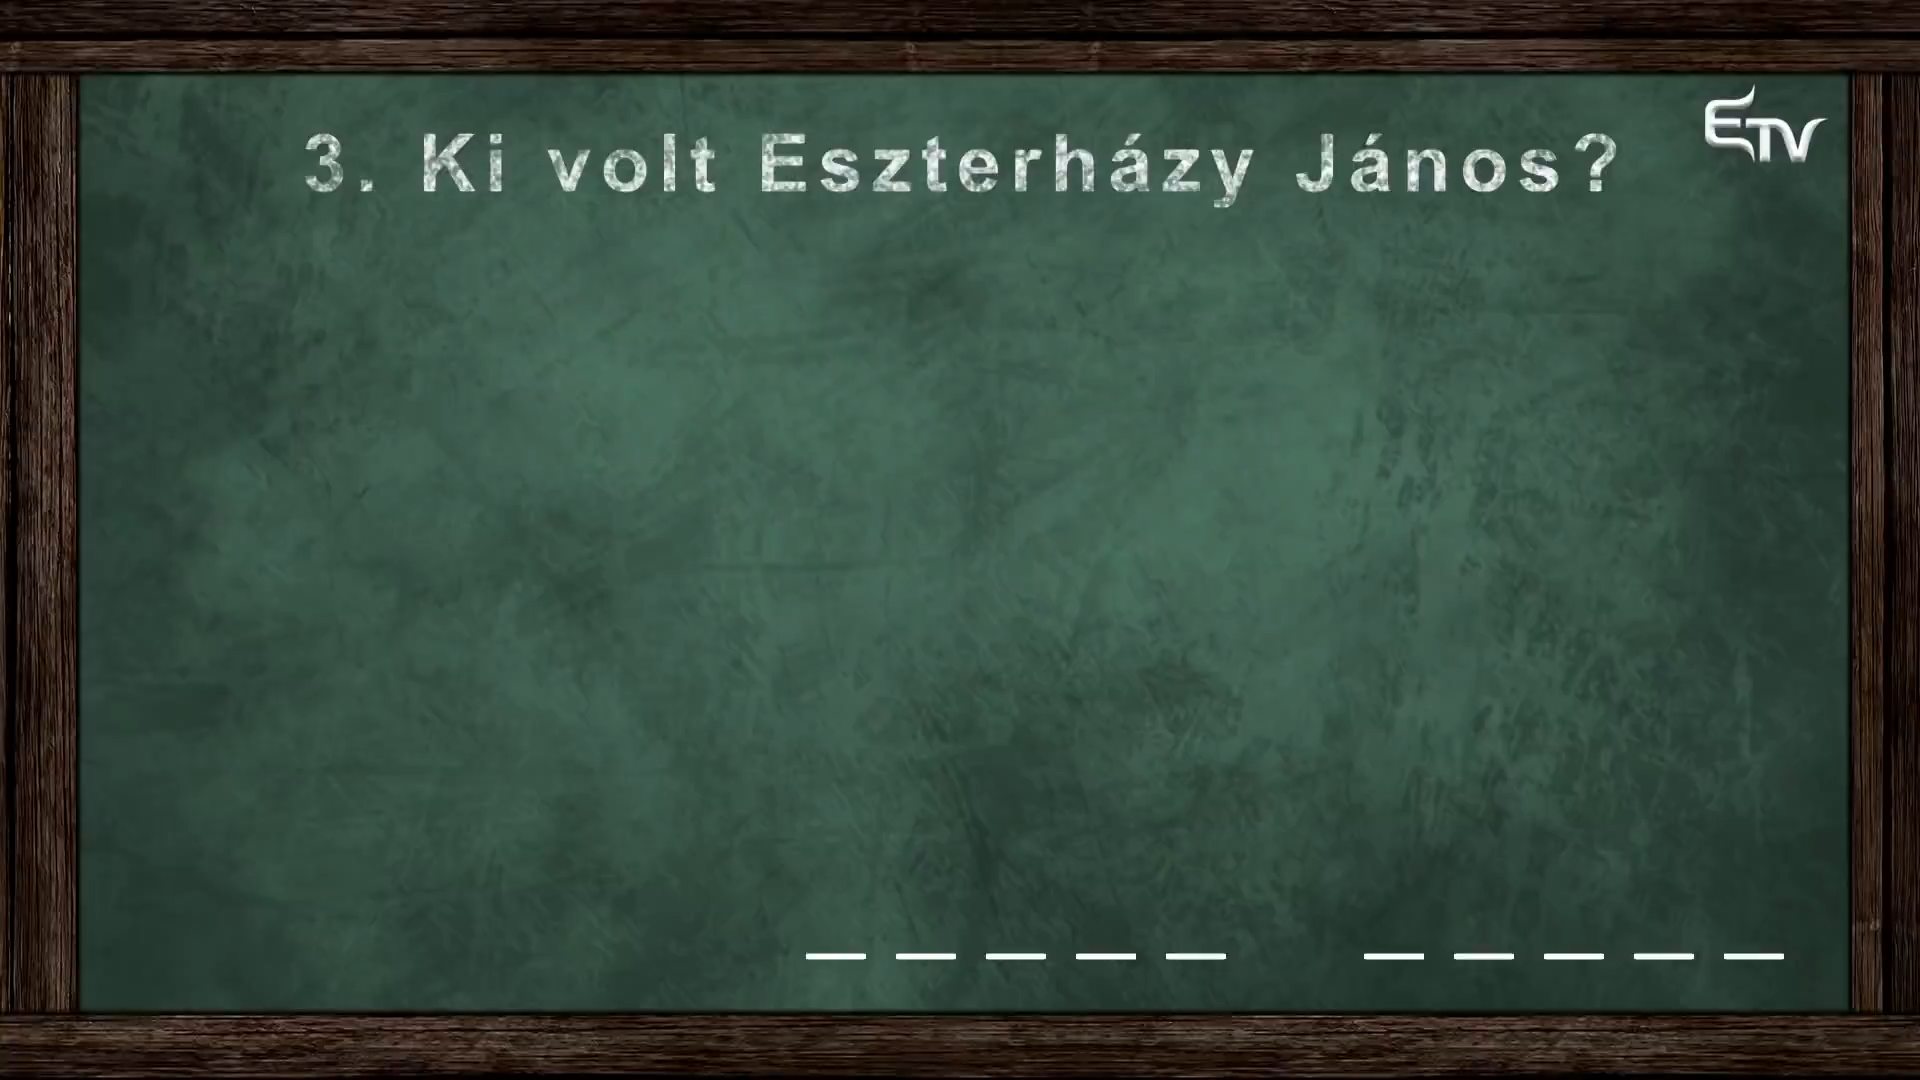 ETV
3. Ki volt Eszterházy János?
_ _ _ _ _   _ _ _ _ _